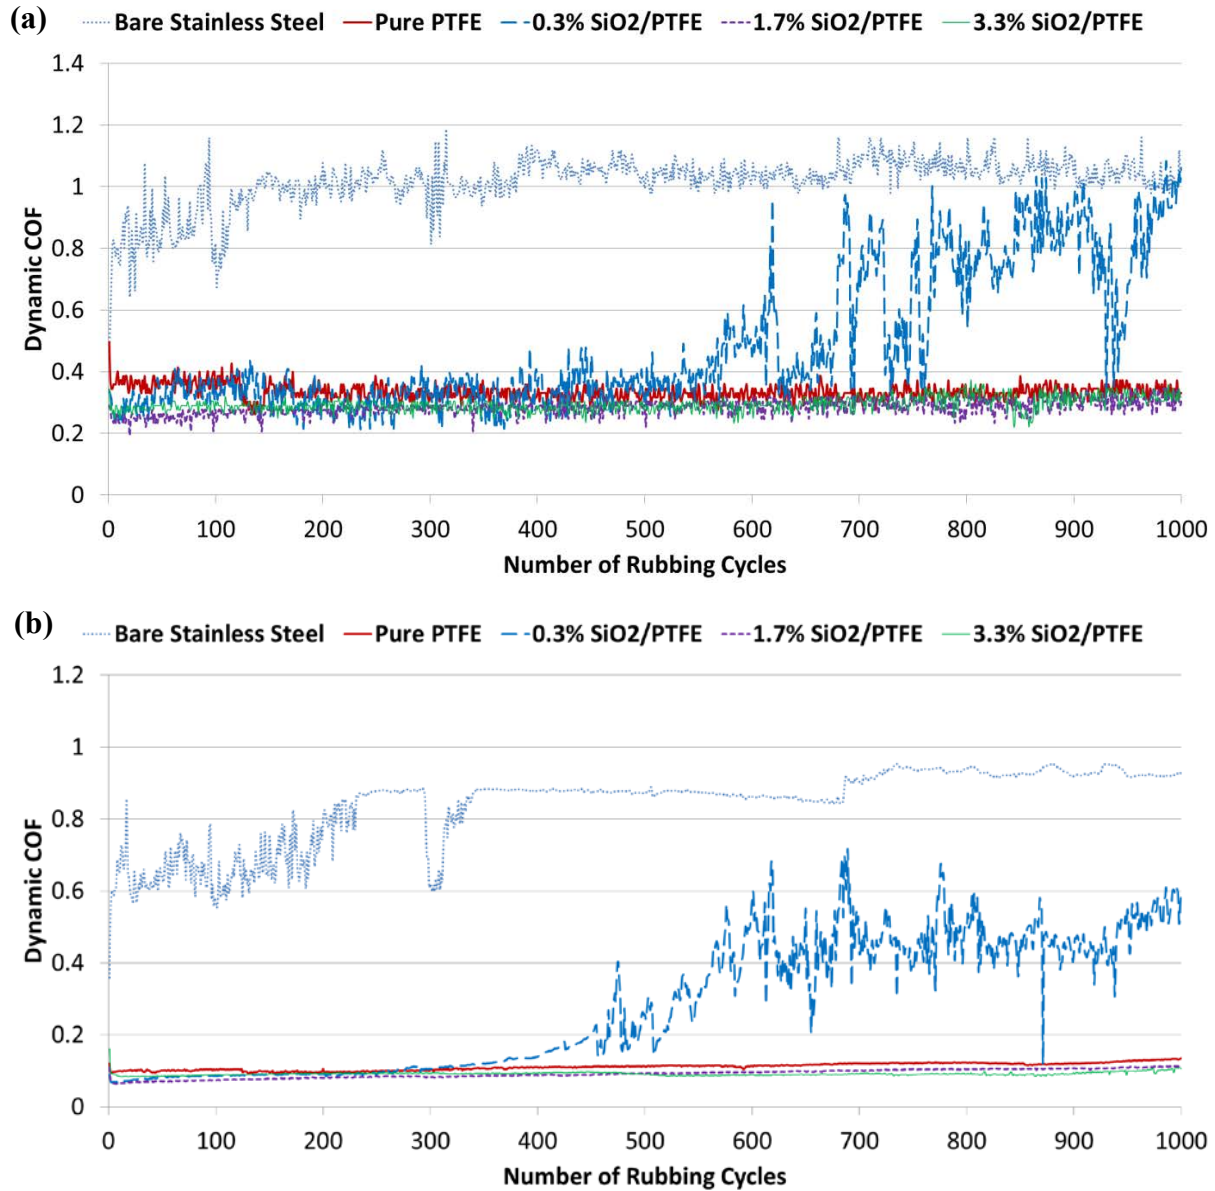 (a)
Bare Stainless Steel Pure PTFE 0.3% SiO2/PTFE 1.7% SiO2/PTFE 3.3% SiO2/PTFE
1.4
1.2
1
0.8
0.6
0.4
0.2
0
Dynamic COF
0 100 200 300 400 500 600 700 800 900 1000
Number of Rubbing Cycles
(b)
Bare Stainless Steel Pure PTFE 0.3% SiO2/PTFE 1.7% SiO2/PTFE 3.3% SiO2/PTFE
1.2
1
0.8
0.6
0.4
0.2
0
Dynamic COF
0 100 200 300 400 500 600 700 800 900 1000
Number of Rubbing Cycles